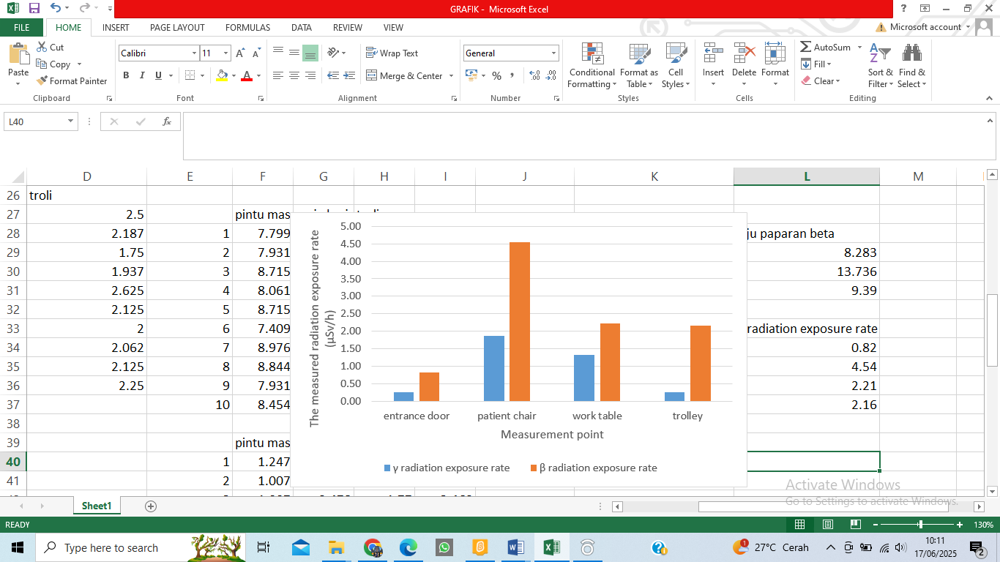 GRAFIK - Microsoft Excel
FILE HOME INSERT PAGE LAYOUT FORMULAS DATA REVIEW VIEW Microsoft account
Cut
Copy
Format Painter
Paste
Clipboard
Calibri 11
B I U
Font
Wrap Text
Merge & Center
Alignment
General
Number
Conditional Formatting
Format as Table
Cell Styles
Styles
Insert Delete Format
Cells
AutoSum
Fill
Clear
Sort & Filter
Find & Select
Editing
L40
fx
D E F G H I J K L M
26 troli
27 2.5 pintu mas
28 2.187 1 7.799 ju paparan beta
29 1.75 2 7.931 8.283
30 1.937 3 8.715 13.736
31 2.625 4 8.061 9.39
32 2.125 5 8.715
33 2 6 7.409 radiation exposure rate
34 2.062 7 8.976 0.82
35 2.125 8 8.844 4.54
36 2.25 9 7.931 2.21
37 10 8.454 2.16
38
39 pintu mas
40 1 1.247
41 2 1.007
The measured radiation exposure rate
(µSv/h)
5.00
4.50
4.00
3.50
3.00
2.50
2.00
1.50
1.00
0.50
0.00
entrance door patient chair work table trolley
Measurement point
γ radiation exposure rate β radiation exposure rate
Activate Windows
Go to Settings to activate Windows.
Sheet1
READY 130%
Type here to search
27°C Cerah
10:11
17/06/2025
1
2